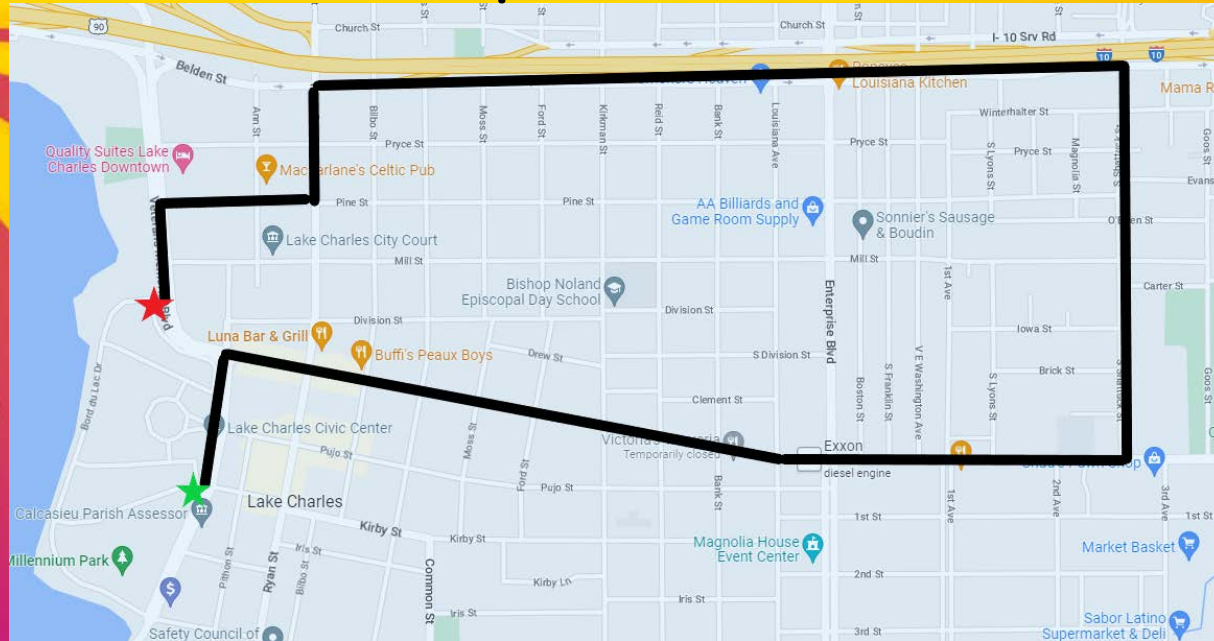 90
Church St
Church St
I- 10 Srv Rd
10
10
Belden St
Louisiana Kitchen
Mama R
Ann St
Bilbo St
Moss St
Ford St
Kirkman St
Reid St
Bank St
Louisiana Ave
Winterhalter St
Pryce St
Pryce St
S Lyons St
Pryce St
Magnolia St
Goos St
Quality Suites Lake
Charles Downtown
Evans
Pine St
Pine St
AA Billiards and
Game Room Supply
Sonnier's Sausage
& Boudin
Lake Charles City Court
Mill St
Mill St
Bishop Noland
Episcopal Day School
1st Ave
Carter St
Enterprise Blvd
Division St
Division St
Iowa St
Luna Bar & Grill
Buffi's Peaux Boys
Drew St
S Division St
Brick St
Bord du Lac Dr
Boston St
S Franklin St
V E Washington Ave
S Lyons St
Goos St
Clement St
Lake Charles Civic Center
Moss St
Temporarily closed
Exxon
diesel engine
Pujo St
Ford St
Pujo St
Bank St
1st Ave
2nd Ave
3rd Ave
Lake Charles
Calcasieu Parish Assessor
Kirby St
Kirby St
1st St
1st St
Millennium Park
Pithon St
Ryan St
Iris St
Bilbo St
Common St
Magnolia House
Event Center
Market Basket
Kirby Ln
2nd St
Iris St
Iris St
Safety Council of
3rd St
Sabor Latino
Supermarket & Deli